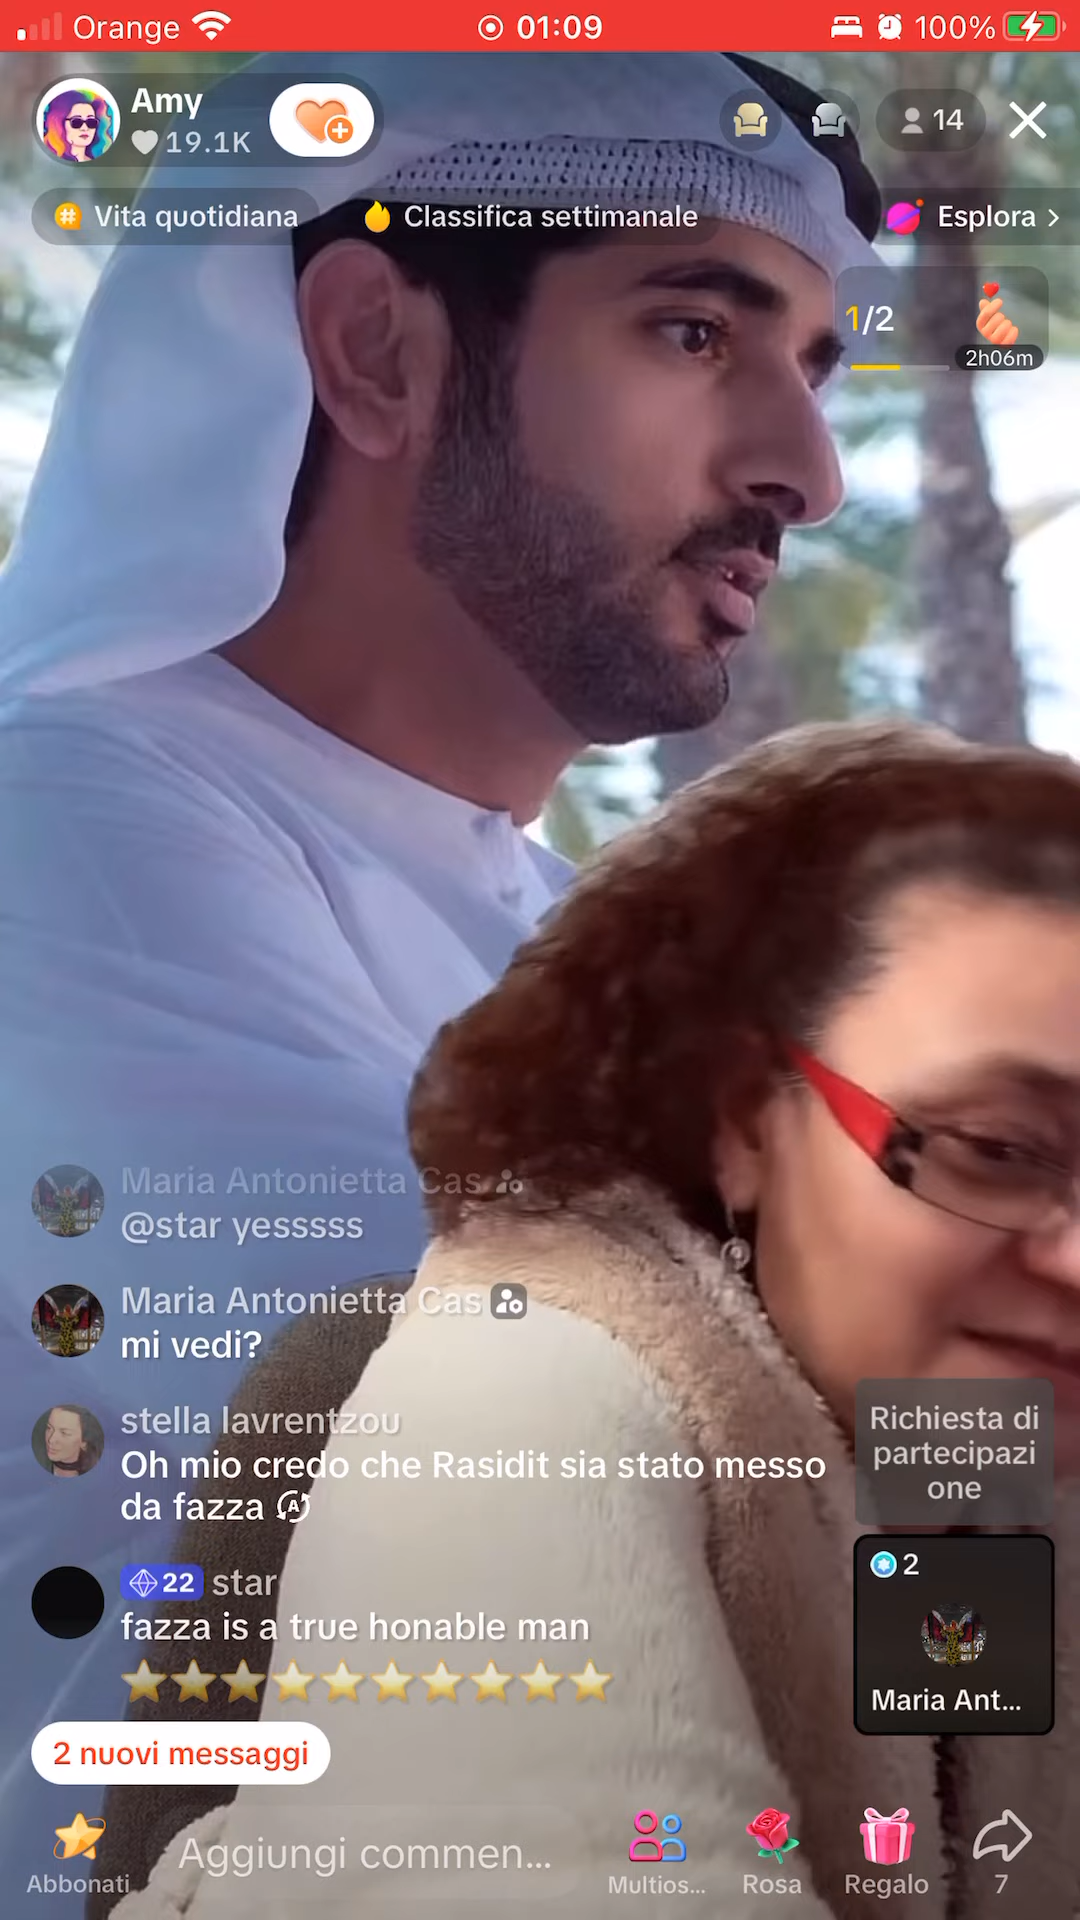 Orange
01:09
100%
Amy
19.1K
14
Vita quotidiana
Classifica settimanale
Esplora >
1/2
2h06m
Maria Antonietta Cas
@star yesssss
Maria Antonietta Cas
mi vedi?
stella lavrentzou
Oh mio credo che Rasidit sia stato messo
da fazza
22 star
fazza is a true honable man
Richiesta di
partecipazi
one
2
Maria Ant...
2 nuovi messaggi
Aggiungi commen...
Abbonati
Multios...
Rosa
Regalo
7